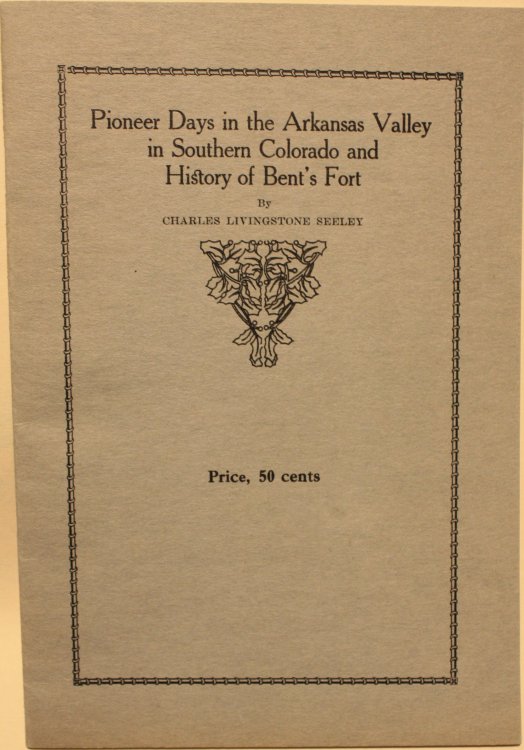 Pioneer Days in the Arkansas Valley
in Southern Colorado and
History of Bent's Fort
By
CHARLES LIVINGSTONE SEELEY
Price, 50 cents